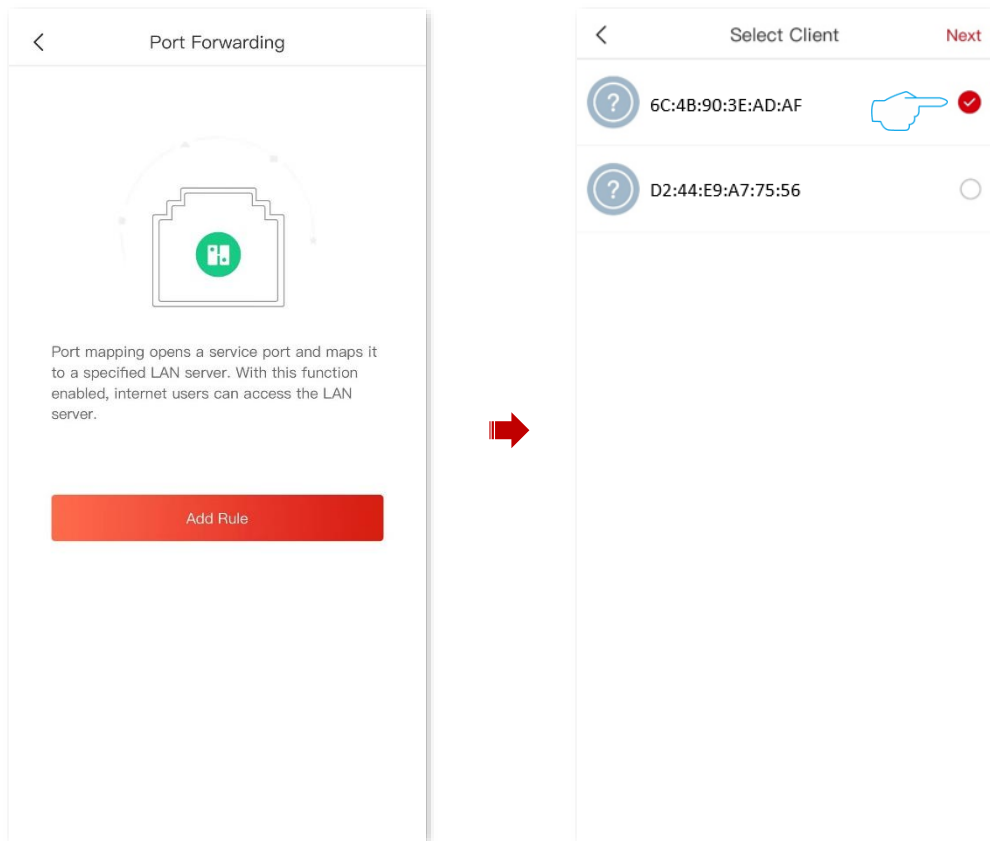 Port Forwarding
Port mapping opens a service port and maps it
to a specified LAN server. With this function
enabled, internet users can access the LAN
server.
Add Rule
Select Client
Next
?
6C:4B:90:3E:AD:AF
?
D2:44:E9:A7:75:56